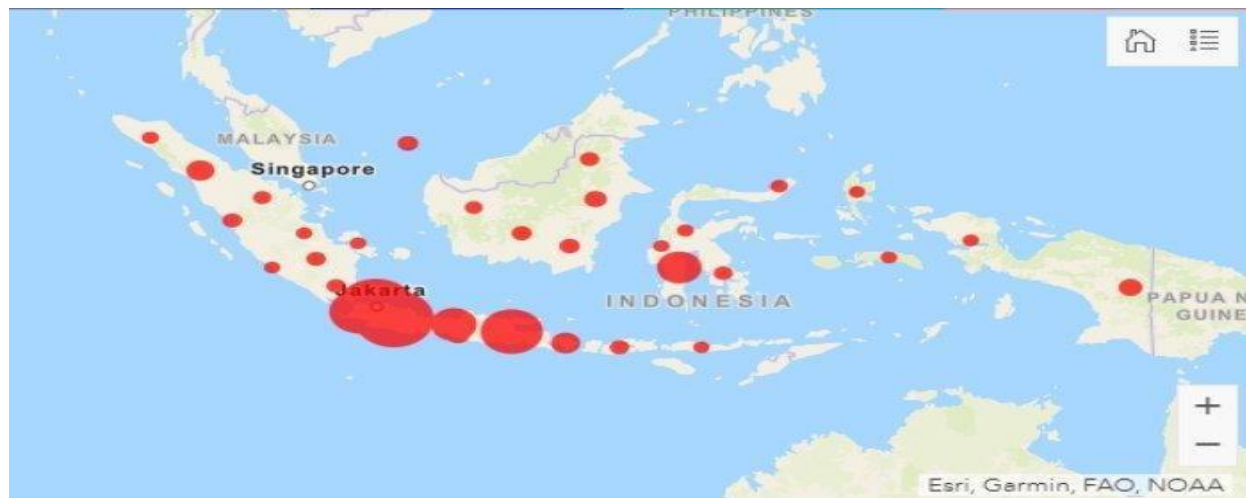 PHILIPPINES
MALAYSIA
Singapore
Jakarta
INDONESIA
PAPUA N
GUINE
+
−
Esri, Garmin, FAO, NOAA